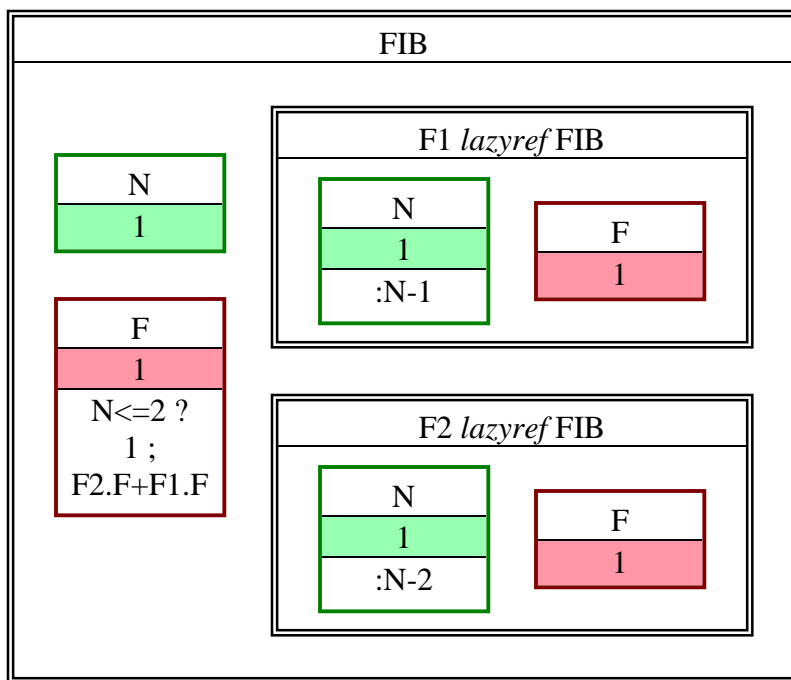 FIB
N
1
F
1
N<=2 ?
1 ;
F2.F+F1.F
F1 lazyref FIB
N
1
:N-1
F
1
F2 lazyref FIB
N
1
:N-2
F
1